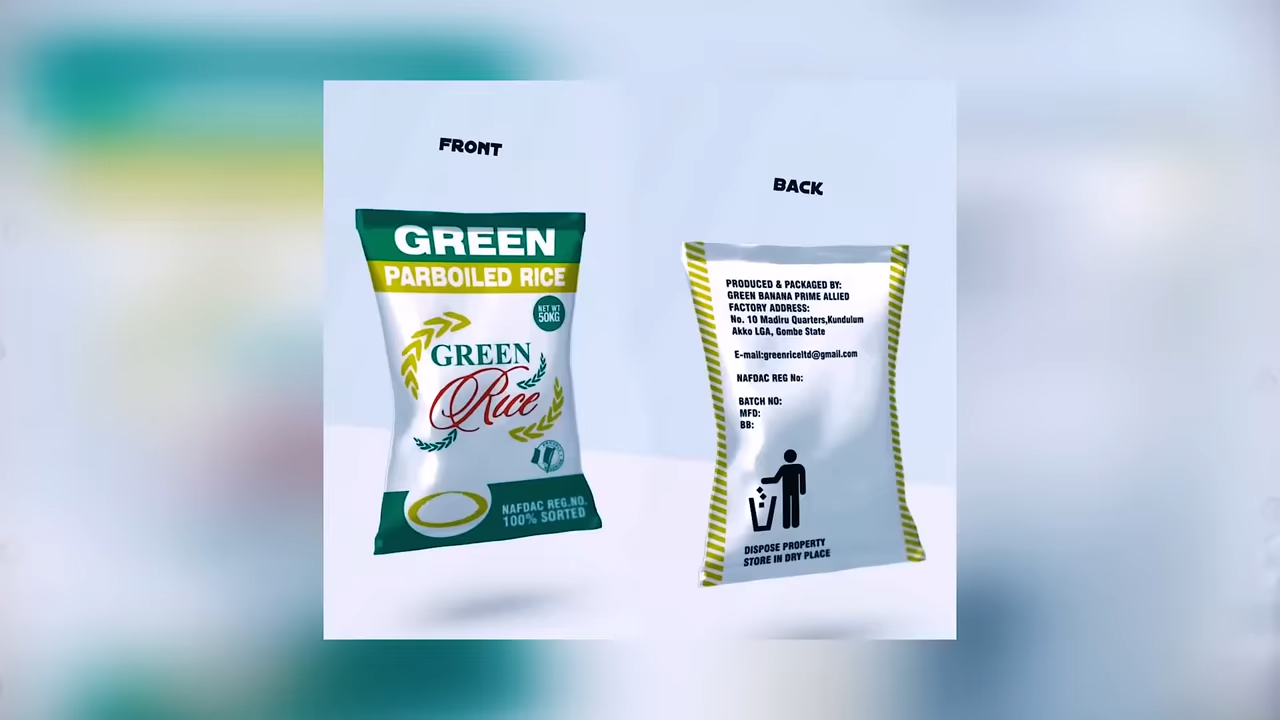 FRONT
GREEN
PARBOILED RICE
NET WT
50KG
GREEN
Rice
NAFDAC REG.NO.
100% SORTED
BACK
PRODUCED & PACKAGED BY:
GREEN BANANA PRIME ALLIED
FACTORY ADDRESS:
No. 10 Madiru Quarters,Kundulum
Akko LGA, Gombe State
E-mail:greenriceltd@gmail.com
NAFDAC REG No:
BATCH NO:
MFD:
BB:
DISPOSE PROPERTY
STORE IN DRY PLACE